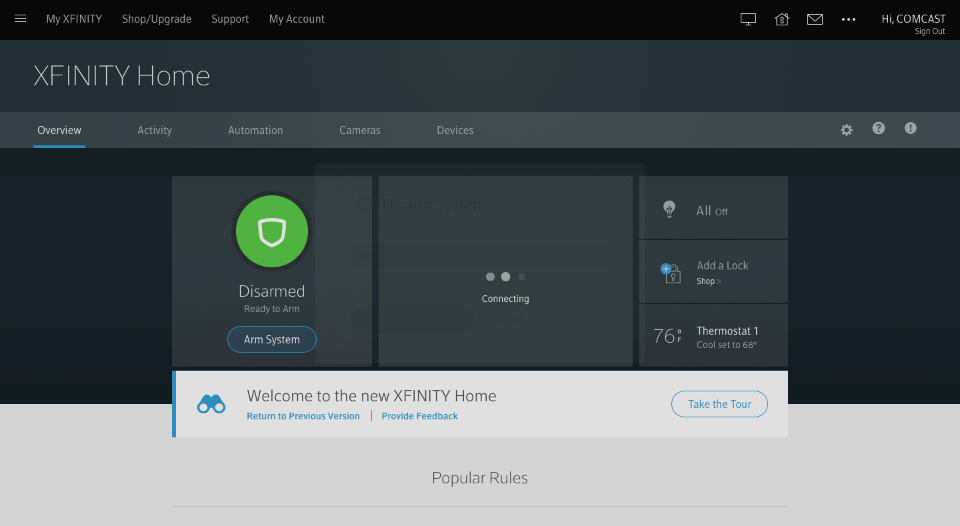 My XFINITY Shop/Upgrade Support My Account
Hi, COMCAST
Sign Out
XFINITY Home
Overview Activity Automation Cameras Devices
Disarm System
Disarmed
Ready to Arm
Arm System
Connecting
All Off
Add a Lock
Shop >
76°F
Thermostat 1
Cool set to 68°
Welcome to the new XFINITY Home
Return to Previous Version | Provide Feedback
Take the Tour
Popular Rules